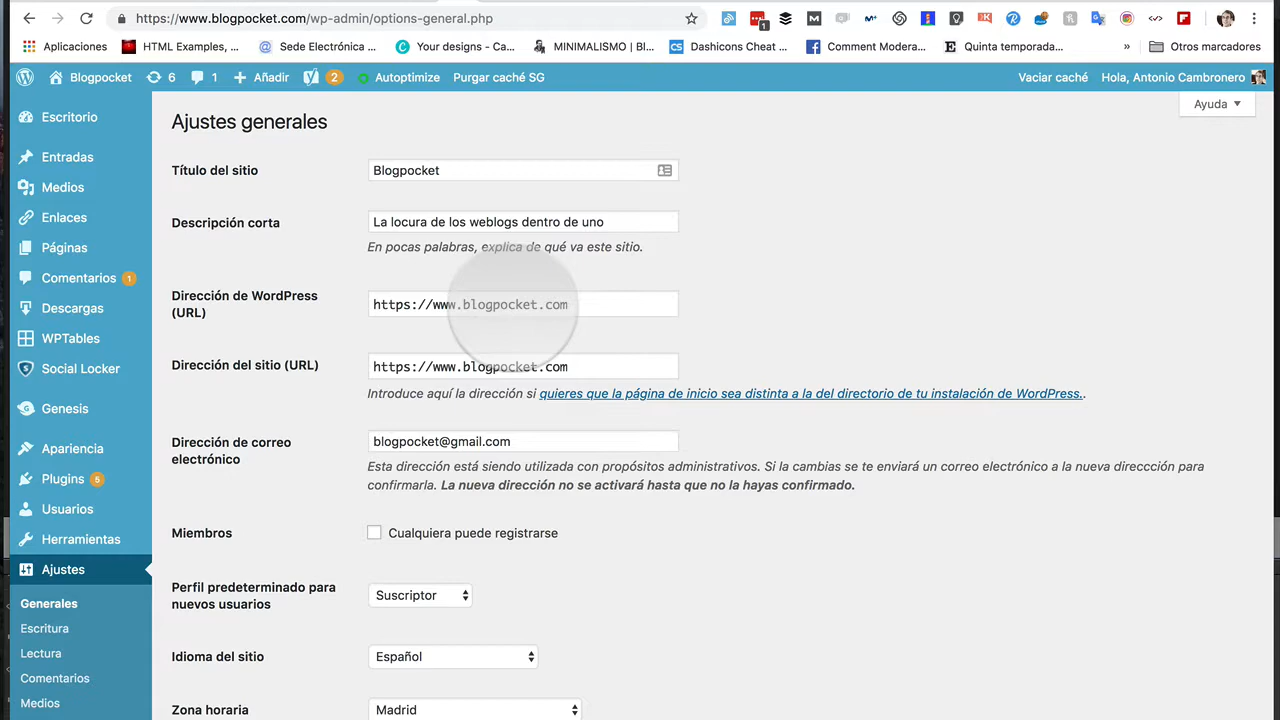 https://www.blogpocket.com/wp-admin/options-general.php
1
Aplicaciones
HTML Examples, ...
Sede Electrónica ...
Your designs - Ca...
MINIMALISMO | Bl...
Dashicons Cheat ...
Comment Modera...
Quinta temporada...
»
Otros marcadores
Blogpocket
6
1
Añadir
2
Autoptimize
Purgar caché SG
Vaciar caché
Hola, Antonio Cambronero
Ayuda
Escritorio
Entradas
Medios
Enlaces
Páginas
Comentarios 1
Descargas
WPTables
Social Locker
Genesis
Apariencia
Plugins 5
Usuarios
Herramientas
Ajustes
Generales
Escritura
Lectura
Comentarios
Medios
Ajustes generales
Título del sitio
Blogpocket
Descripción corta
La locura de los weblogs dentro de uno
En pocas palabras, explica de qué va este sitio.
Dirección de WordPress
(URL)
https://www.blogpocket.com
Dirección del sitio (URL)
https://www.blogpocket.com
Introduce aquí la dirección si quieres que la página de inicio sea distinta a la del directorio de tu instalación de WordPress..
Dirección de correo
electrónico
blogpocket@gmail.com
Esta dirección está siendo utilizada con propósitos administrativos. Si la cambias se te enviará un correo electrónico a la nueva direccción para
confirmarla. La nueva dirección no se activará hasta que no la hayas confirmado.
Miembros
Cualquiera puede registrarse
Perfil predeterminado para
nuevos usuarios
Suscriptor
Idioma del sitio
Español
Zona horaria
Madrid